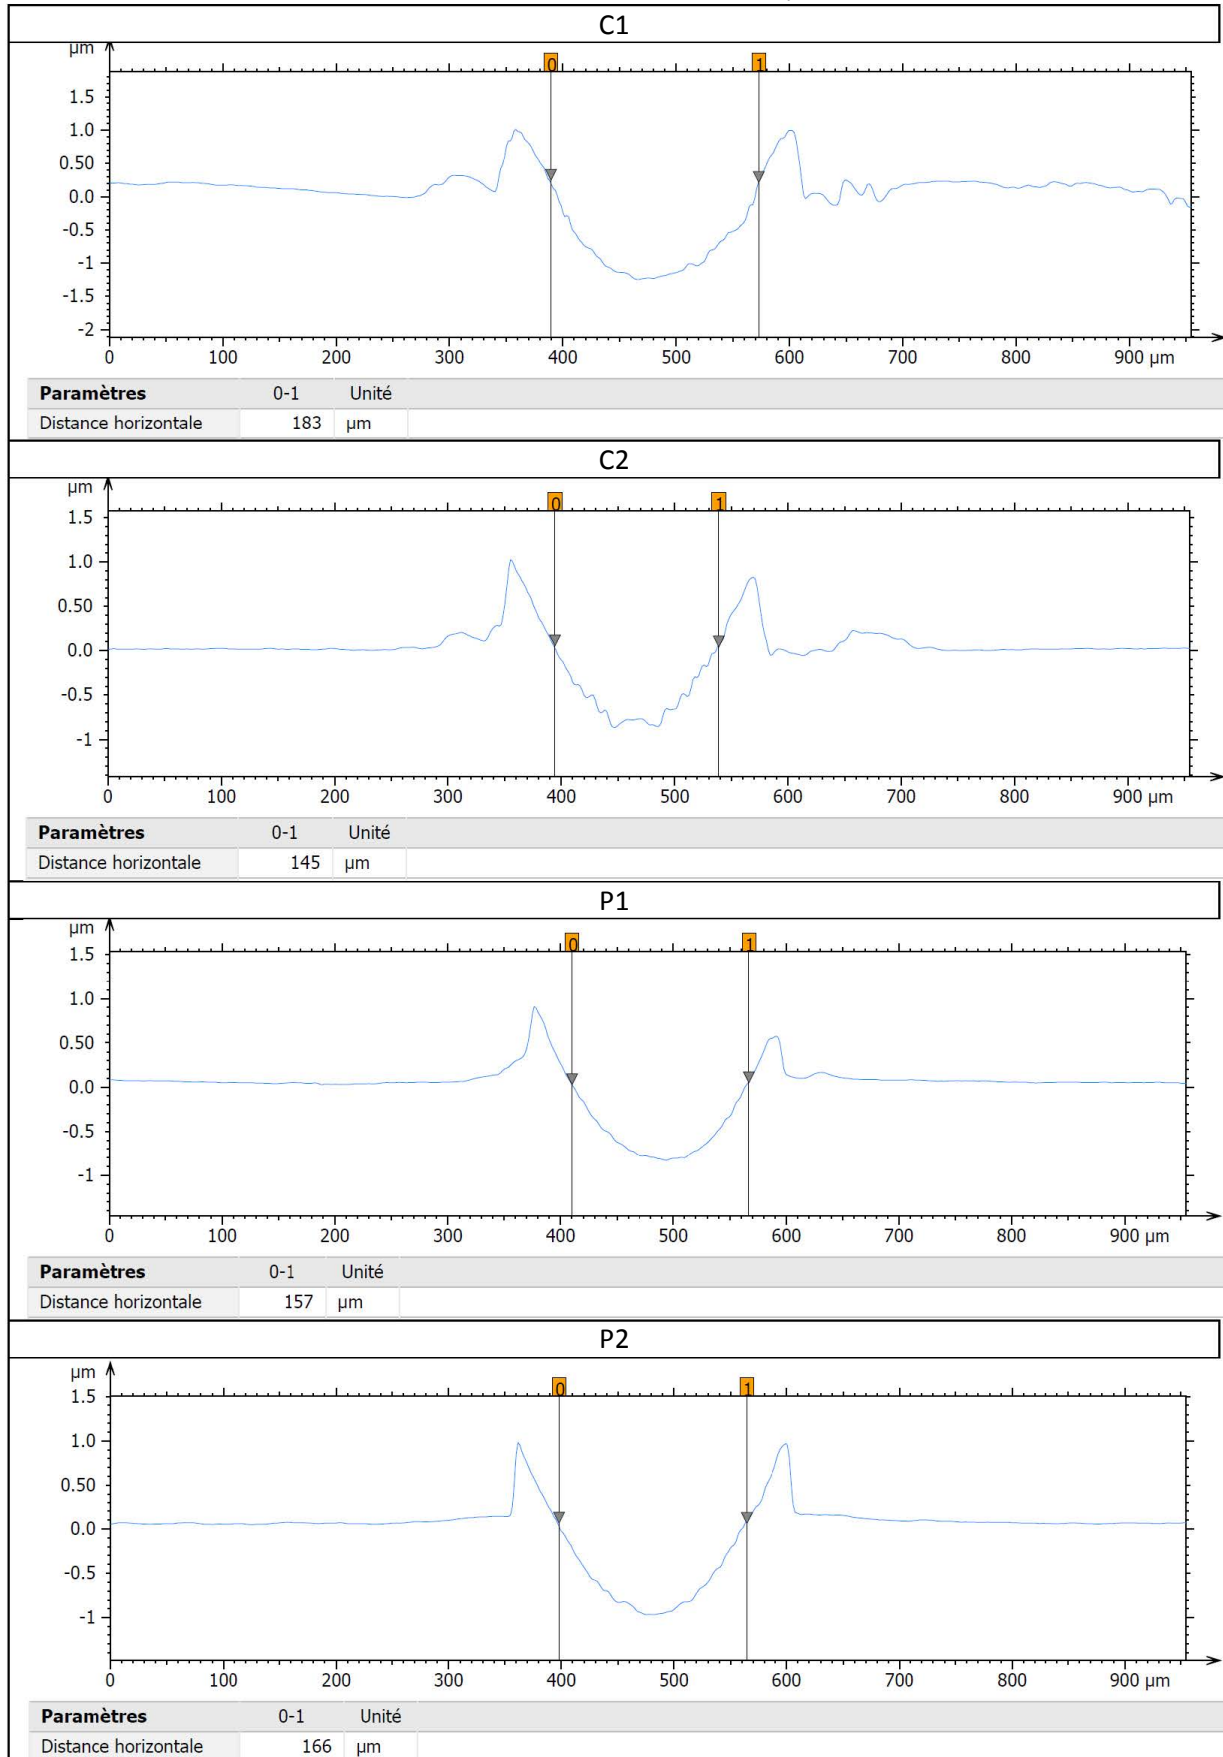 C1
µm
0 1
1.5
1.0
0.50
0.0
-0.5
-1
-1.5
-2
0 100 200 300 400 500 600 700 800 900 µm
Paramètres 0-1 Unité
Distance horizontale 183 µm
C2
µm
0 1
1.5
1.0
0.50
0.0
-0.5
-1
0 100 200 300 400 500 600 700 800 900 µm
Paramètres 0-1 Unité
Distance horizontale 145 µm
P1
µm
0 1
1.5
1.0
0.50
0.0
-0.5
-1
0 100 200 300 400 500 600 700 800 900 µm
Paramètres 0-1 Unité
Distance horizontale 157 µm
P2
µm
0 1
1.5
1.0
0.50
0.0
-0.5
-1
0 100 200 300 400 500 600 700 800 900 µm
Paramètres 0-1 Unité
Distance horizontale 166 µm